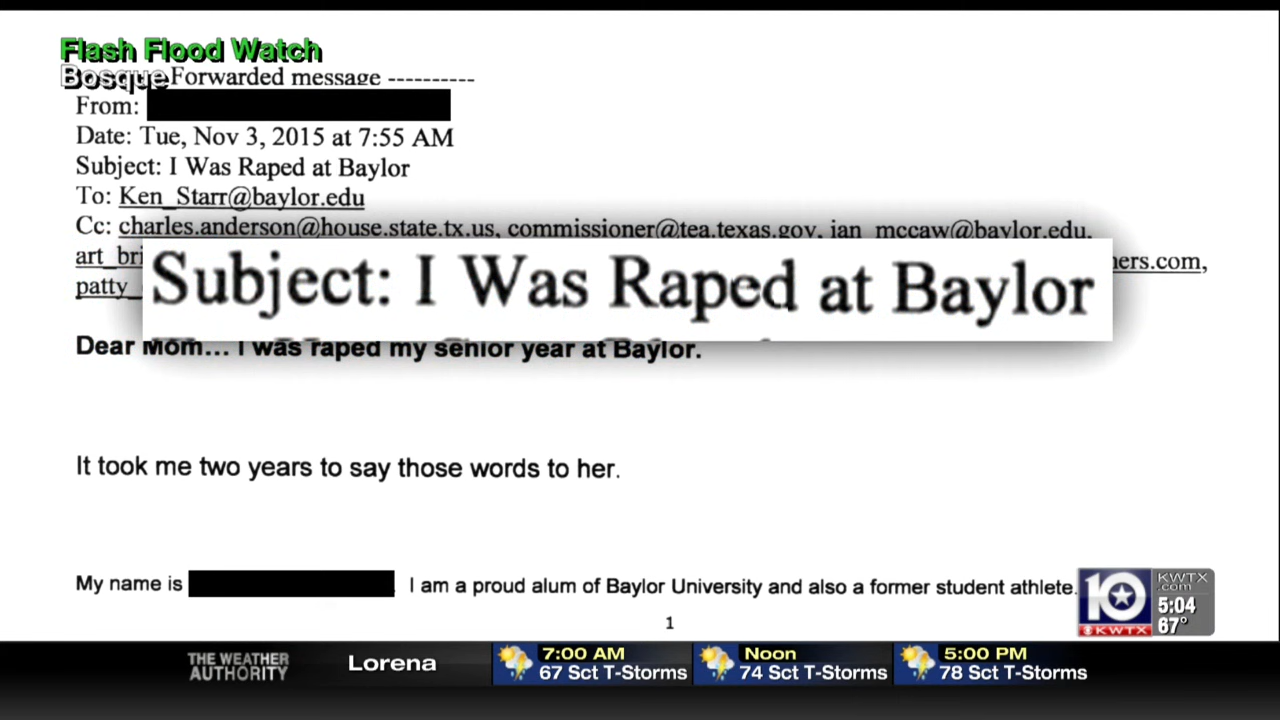 Flash Flood Watch
Bosque Forwarded message ----------
From:
Date: Tue, Nov 3, 2015 at 7:55 AM
Subject: I Was Raped at Baylor
To: Ken_Starr@baylor.edu
Cc: charles.anderson@house.state.tx.us, commissioner@tea.texas.gov, ian_mccaw@baylor.edu,
art_bri ers.com,
patty_
Subject: I Was Raped at Baylor
Dear Mom... I was raped my senior year at Baylor.
It took me two years to say those words to her.
My name is I am a proud alum of Baylor University and also a former student athlete.
1
10
KWTX
KWTX
.com
5:04
67°
THE WEATHER
AUTHORITY
Lorena
7:00 AM
67 Sct T-Storms
Noon
74 Sct T-Storms
5:00 PM
78 Sct T-Storms